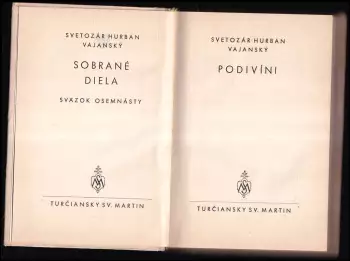 SVETOZÁR HURBAN
VAJANSKÝ
SOBRANÉ
DIELA
SVÄZOK OSEMNÁSTY
TURČIANSKY SV. MARTIN
SVETOZÁR HURBAN
VAJANSKÝ
PODIVÍNI
TURČIANSKY SV. MARTIN